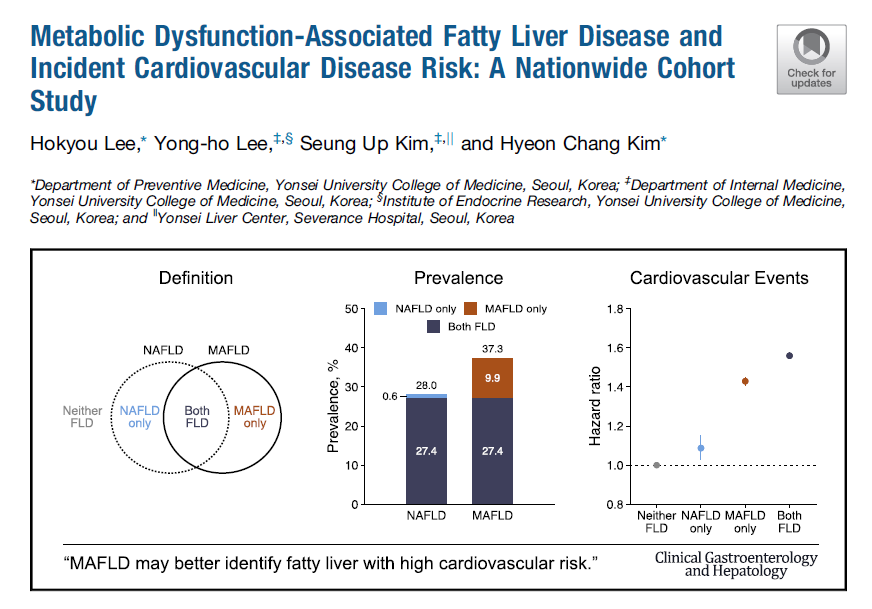 Metabolic Dysfunction-Associated Fatty Liver Disease and
Incident Cardiovascular Disease Risk: A Nationwide Cohort
Study
Check for
updates
Hokyou Lee,* Yong-ho Lee,‡,§ Seung Up Kim,‡,|| and Hyeon Chang Kim*
*Department of Preventive Medicine, Yonsei University College of Medicine, Seoul, Korea; ‡Department of Internal Medicine,
Yonsei University College of Medicine, Seoul, Korea; §Institute of Endocrine Research, Yonsei University College of Medicine,
Seoul, Korea; and ||Yonsei Liver Center, Severance Hospital, Seoul, Korea
Definition
NAFLD MAFLD
Neither
FLD
NAFLD
only
Both
FLD
MAFLD
only
Prevalence
NAFLD only MAFLD only
Both FLD
Prevalence, %
50
40
30
20
10
0
0.6
28.0
27.4
37.3
9.9
27.4
NAFLD MAFLD
Cardiovascular Events
Hazard ratio
1.8
1.6
1.4
1.2
1.0
0.8
Neither
FLD
NAFLD
only
MAFLD
only
Both
FLD
“MAFLD may better identify fatty liver with high cardiovascular risk.”
Clinical Gastroenterology
and Hepatology